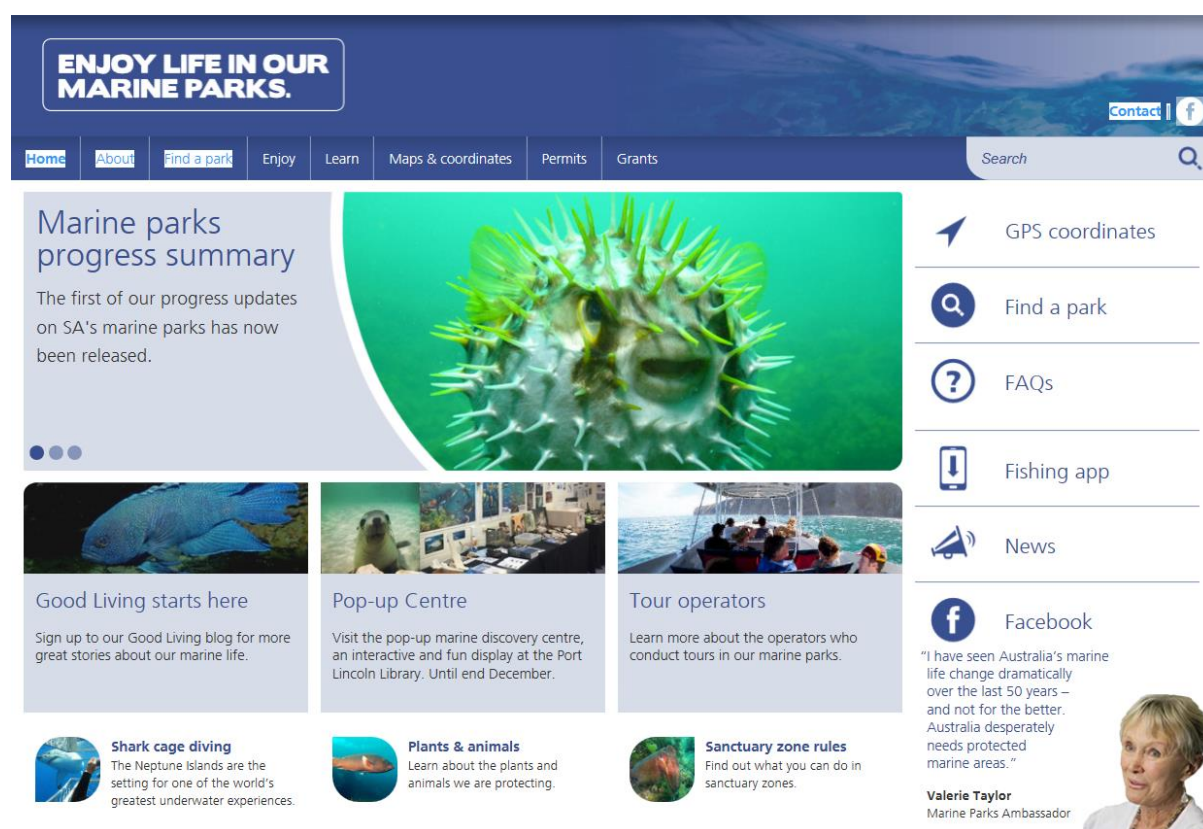 ENJOY LIFE IN OUR
MARINE PARKS.
Contact |
f
Home
About
Find a park
Enjoy
Learn
Maps & coordinates
Permits
Grants
Search
Marine parks
progress summary
The first of our progress updates
on SA's marine parks has now
been released.
GPS coordinates
Find a park
? FAQs
Fishing app
News
f Facebook
Good Living starts here
Sign up to our Good Living blog for more
great stories about our marine life.
Pop-up Centre
Visit the pop-up marine discovery centre,
an interactive and fun display at the Port
Lincoln Library. Until end December.
Tour operators
Learn more about the operators who
conduct tours in our marine parks.
"I have seen Australia's marine
life change dramatically
over the last 50 years –
and not for the better.
Australia desperately
needs protected
marine areas."
Valerie Taylor
Marine Parks Ambassador
Shark cage diving
The Neptune Islands are the
setting for one of the world's
greatest underwater experiences.
Plants & animals
Learn about the plants and
animals we are protecting.
Sanctuary zone rules
Find out what you can do in
sanctuary zones.